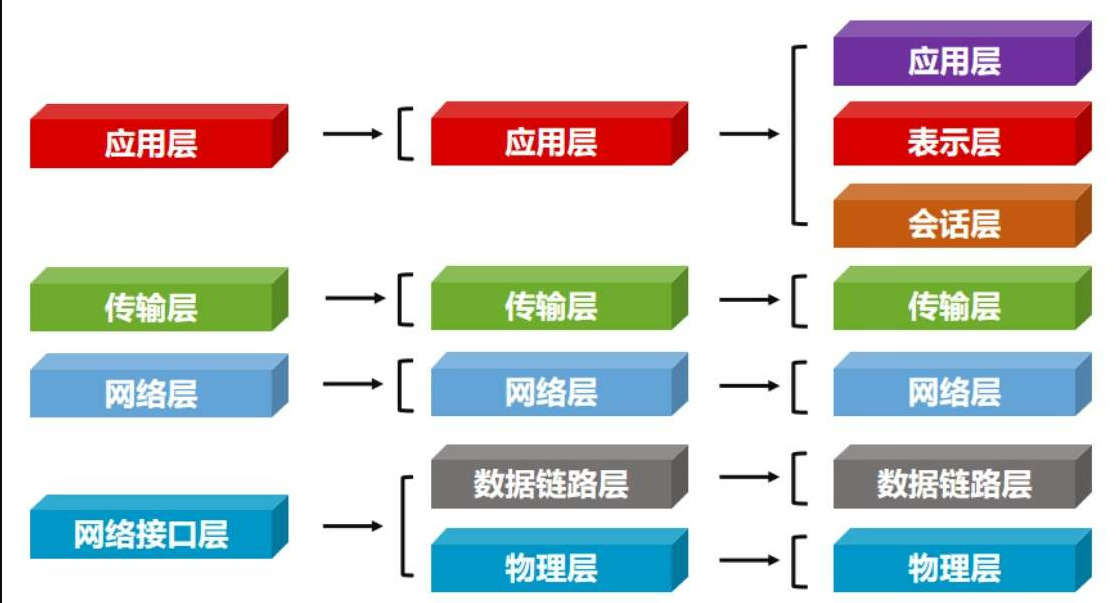 应用层
传输层
网络层
网络接口层
应用层
传输层
网络层
数据链路层
物理层
应用层
表示层
会话层
传输层
网络层
数据链路层
物理层